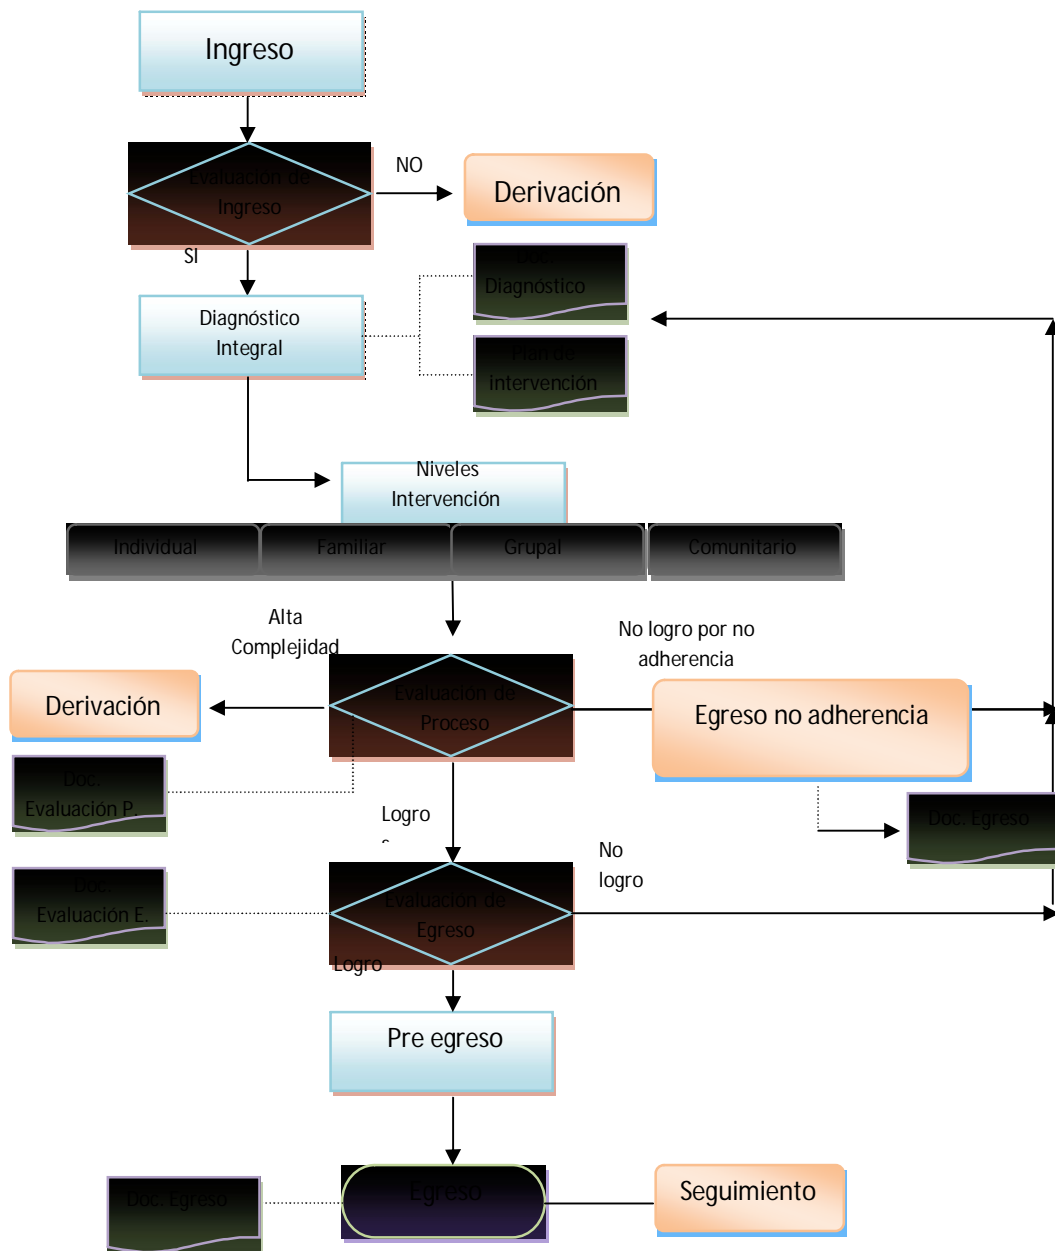 Ingreso
Evaluación de
Ingreso
NO
Derivación
SI
Doc.
Diagnóstico
Diagnóstico
Integral
Plan de
intervención
Niveles
Intervención
Individual
Familiar
Grupal
Comunitario
Alta
Complejidad
No logro por no
adherencia
Derivación
Evaluación de
Proceso
Egreso no adherencia
Doc.
Evaluación P.
Logro
s
Doc. Egreso
No
logro
Doc.
Evaluación E.
Evaluación de
Egreso
Logro
Pre egreso
Doc. Egreso
Egreso
Seguimiento